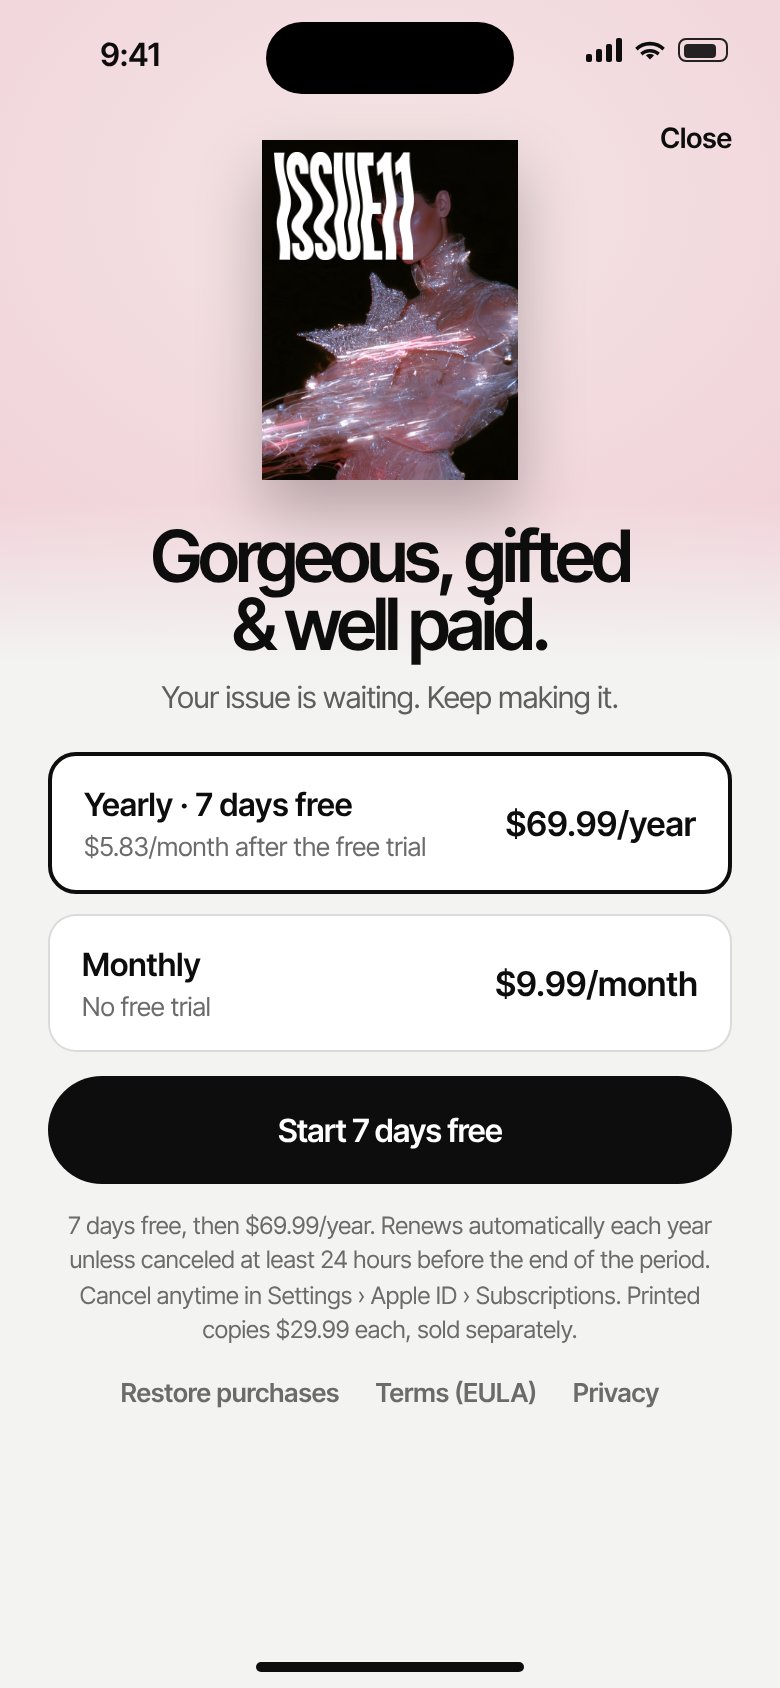 9:41
Close
ISSUE11
Gorgeous, gifted
& well paid.
Your issue is waiting. Keep making it.
Yearly · 7 days free
$5.83/month after the free trial
$69.99/year
Monthly
No free trial
$9.99/month
Start 7 days free
7 days free, then $69.99/year. Renews automatically each year
unless canceled at least 24 hours before the end of the period.
Cancel anytime in Settings › Apple ID › Subscriptions. Printed
copies $29.99 each, sold separately.
Restore purchases Terms (EULA) Privacy